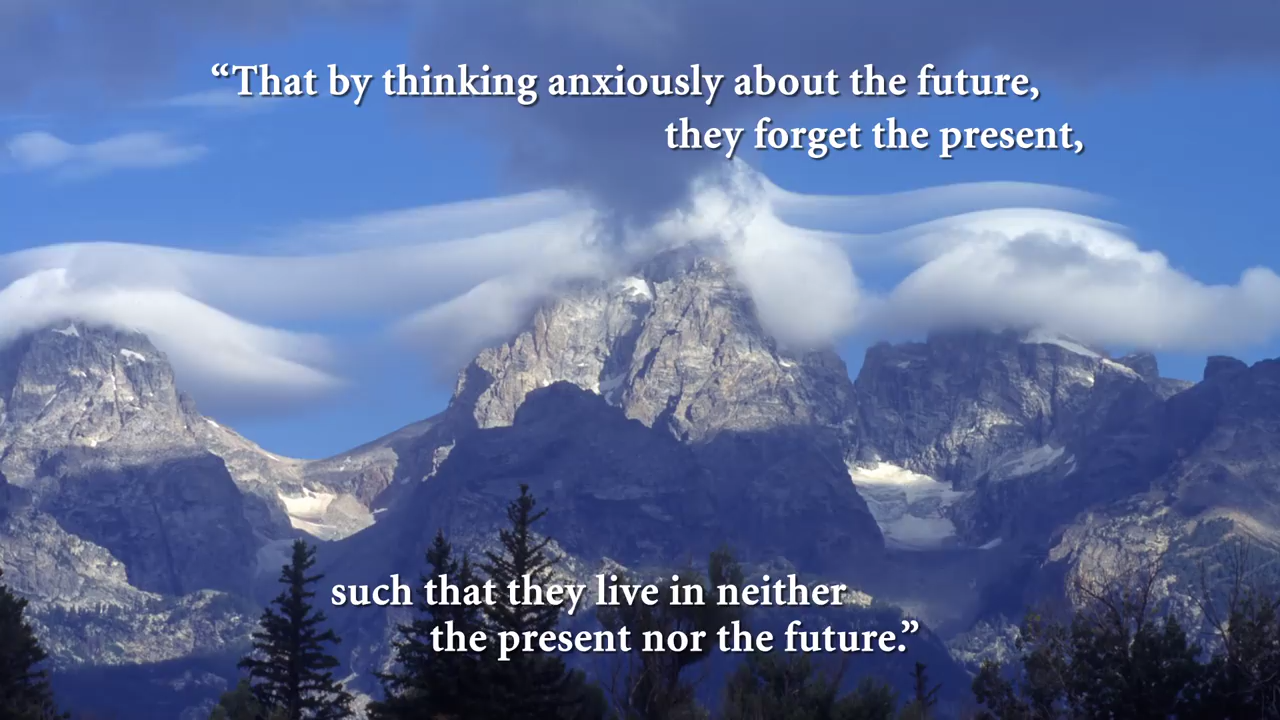 “That by thinking anxiously about the future,
they forget the present,
such that they live in neither
the present nor the future.”